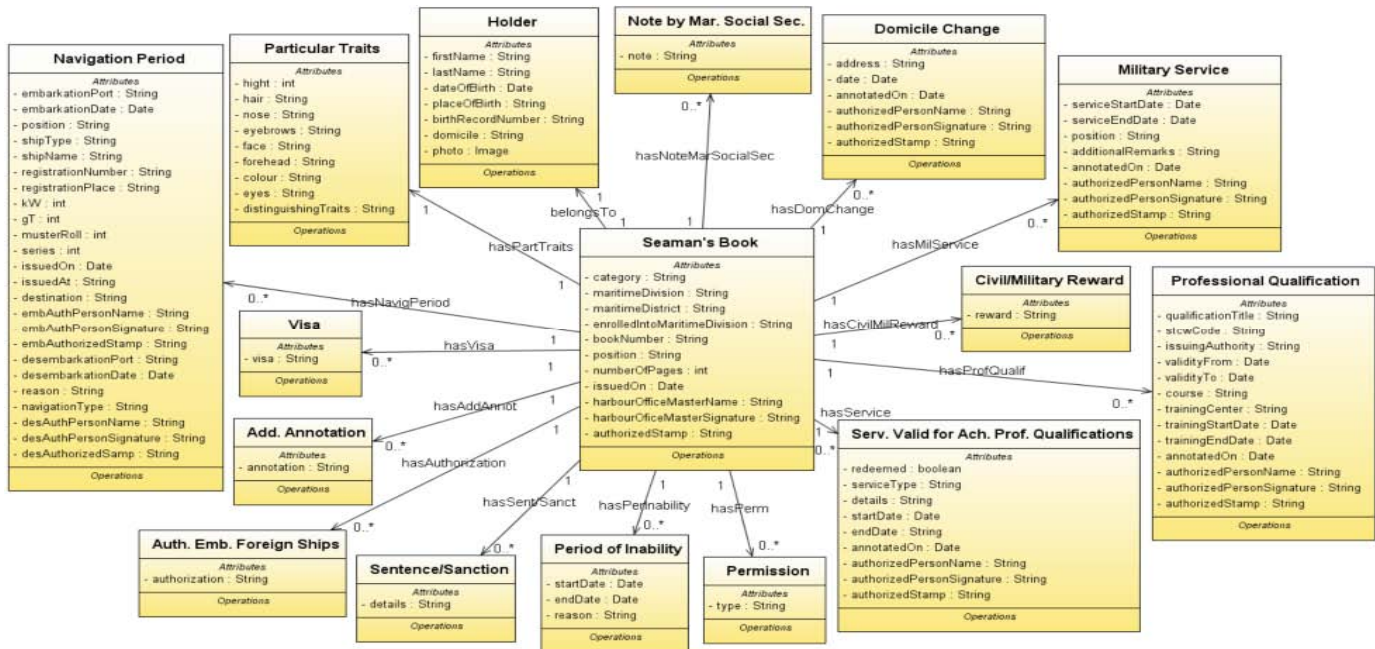 Navigation Period
Attributes
- embarkationPort : String
- embarkationDate : Date
- position : String
- shipType : String
- shipName : String
- registrationNumber : String
- registrationPlace : String
- kW : int
- gT : int
- musterRoll : int
- series : int
- issuedOn : Date
- issuedAt : String
- destination : String
- embAuthPersonName : String
- embAuthPersonSignature : String
- embAuthorizedStamp : String
- desembarkationPort : String
- desembarkationDate : Date
- reason : String
- navigationType : String
- desAuthPersonName : String
- desAuthPersonSignature : String
- desAuthorizedSamp : String
Operations
Particular Traits
Attributes
- hight : int
- hair : String
- nose : String
- eyebrows : String
- face : String
- forehead : String
- colour : String
- eyes : String
- distinguishingTraits : String
Operations
Holder
Attributes
- firstName : String
- lastName : String
- dateOfBirth : Date
- placeOfBirth : String
- birthRecordNumber : String
- domicile : String
- photo : Image
Operations
Note by Mar. Social Sec.
Attributes
- note : String
Operations
Domicile Change
Attributes
- address : String
- date : Date
- annotatedOn : Date
- authorizedPersonName : String
- authorizedPersonSignature : String
- authorizedStamp : String
Operations
Military Service
Attributes
- serviceStartDate : Date
- serviceEndDate : Date
- position : String
- additionalRemarks : String
- annotatedOn : Date
- authorizedPersonName : String
- authorizedPersonSignature : String
- authorizedStamp : String
Operations
hasPartTraits
1
1
belongsTo
1
1
hasNoteMarSocialSec
0..*
1
hasDomChange
0..*
1
hasMilService
0..*
1
Seaman's Book
Attributes
- category : String
- maritimeDivision : String
- maritimeDistrict : String
- enrolledIntoMaritimeDivision : String
- bookNumber : String
- position : String
- numberOfPages : int
- issuedOn : Date
- harbourOfficeMasterName : String
- harbourOficeMasterSignature : String
- authorizedStamp : String
Operations
hasNavigPeriod
0..*
1
Visa
Attributes
- visa : String
Operations
hasVisa
0..*
1
Civil/Military Reward
Attributes
- reward : String
Operations
hasCivilMilReward
0..*
1
Professional Qualification
Attributes
- qualificationTitle : String
- stcwCode : String
- issuingAuthority : String
- validityFrom : Date
- validityTo : Date
- course : String
- trainingCenter : String
- trainingStartDate : Date
- trainingEndDate : Date
- annotatedOn : Date
- authorizedPersonName : String
- authorizedPersonSignature : String
- authorizedStamp : String
Operations
hasProfQualif
0..*
1
Add. Annotation
Attributes
- annotation : String
Operations
hasAddAnnot
0..*
1
hasAuthorization
0..*
1
hasService
0..*
1
Serv. Valid for Ach. Prof. Qualifications
Attributes
- redeemed : boolean
- serviceType : String
- details : String
- startDate : Date
- endDate : String
- annotatedOn : Date
- authorizedPersonName : String
- authorizedPersonSignature : String
- authorizedStamp : String
Operations
Auth. Emb. Foreign Ships
Attributes
- authorization : String
Operations
hasSent/Sanct
0..*
1
Sentence/Sanction
Attributes
- details : String
Operations
0..*
1
Period of Inability
Attributes
- startDate : Date
- endDate : Date
- reason : String
Operations
hasPerm
0..*
1
Permission
Attributes
- type : String
Operations